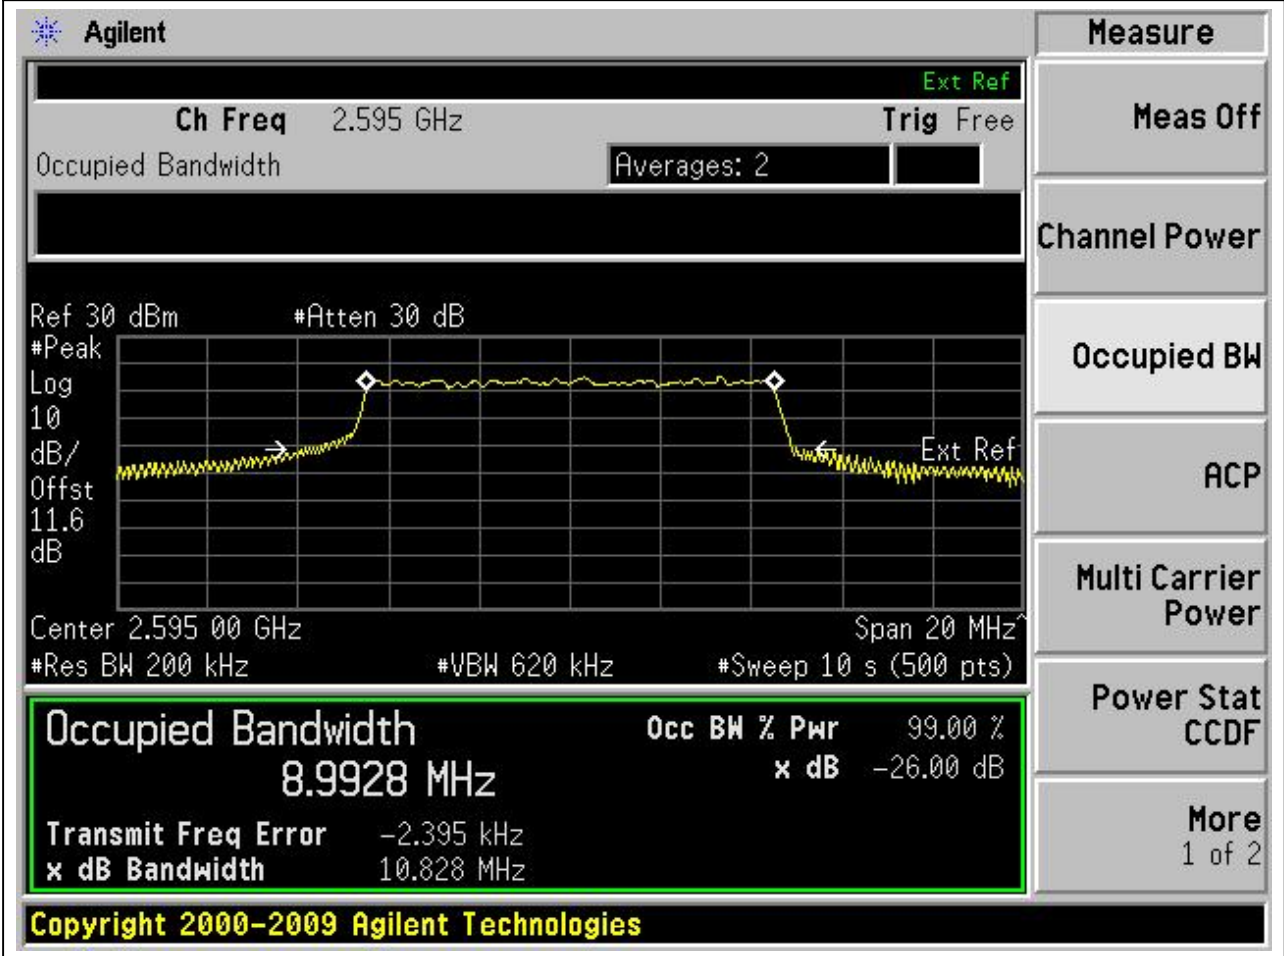 Agilent
Measure
Ext Ref
Ch Freq 2.595 GHz Trig Free
Meas Off
Occupied Bandwidth Averages: 2
Channel Power
Ref 30 dBm #Atten 30 dB
#Peak
Log
10
dB/
Offst
11.6
dB
Ext Ref
Occupied BW
ACP
Center 2.595 00 GHz Span 20 MHz^
#Res BW 200 kHz #VBW 620 kHz #Sweep 10 s (500 pts)
Multi Carrier
Power
Occupied Bandwidth Occ BW % Pwr 99.00 %
8.9928 MHz x dB -26.00 dB
Transmit Freq Error -2.395 kHz
x dB Bandwidth 10.828 MHz
Power Stat
CCDF
More
1 of 2
Copyright 2000-2009 Agilent Technologies